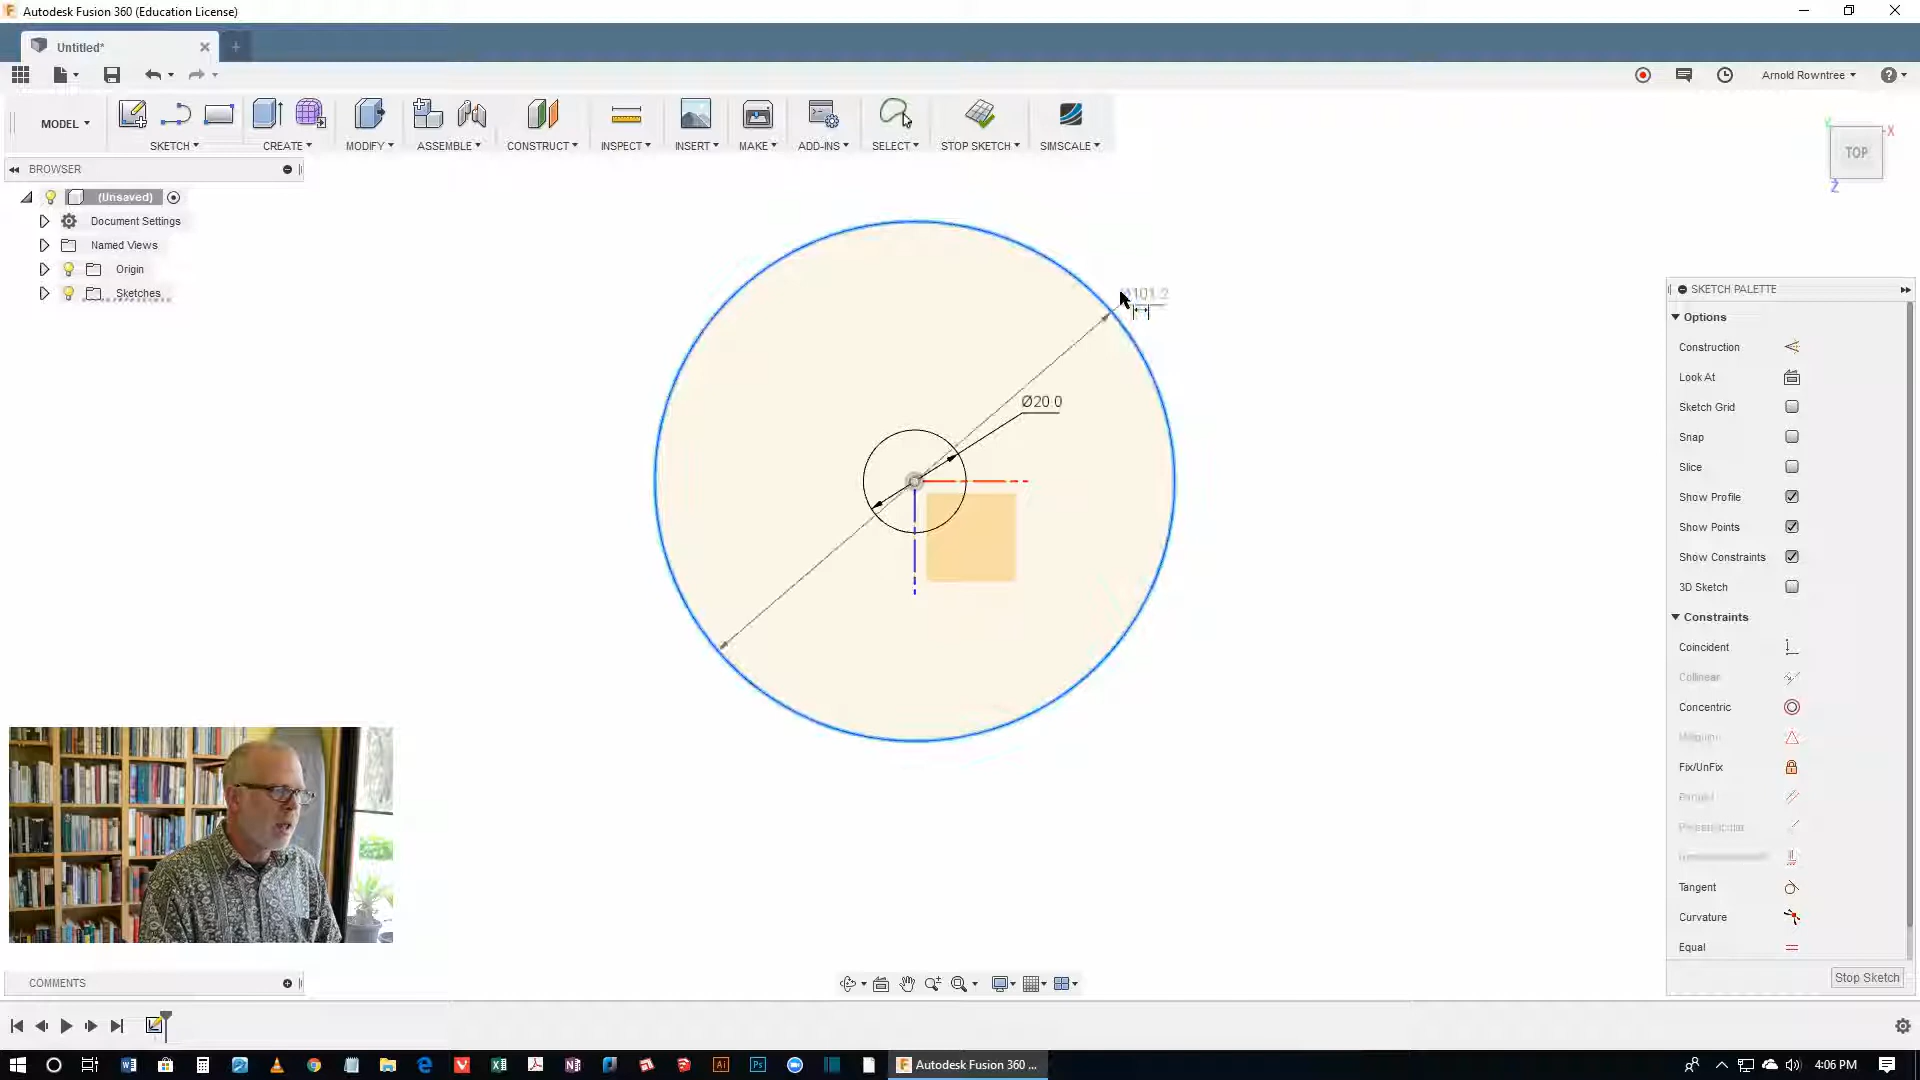 Autodesk Fusion 360 (Education License)
Untitled*
Arnold Rowntree
MODEL
SKETCH
CREATE
MODIFY
ASSEMBLE
CONSTRUCT
INSPECT
INSERT
MAKE
ADD-INS
SELECT
STOP SKETCH
SIMSCALE
Y
X
TOP
Z
BROWSER
(Unsaved)
Document Settings
Named Views
Origin
Sketches
Ø20.0
SKETCH PALETTE
Options
Construction
Look At
Sketch Grid
Snap
Slice
Show Profile
Show Points
Show Constraints
3D Sketch
Constraints
Coincident
Collinear
Concentric
Fix/UnFix
Tangent
Curvature
Equal
Stop Sketch
COMMENTS
Autodesk Fusion 360 ...
4:06 PM